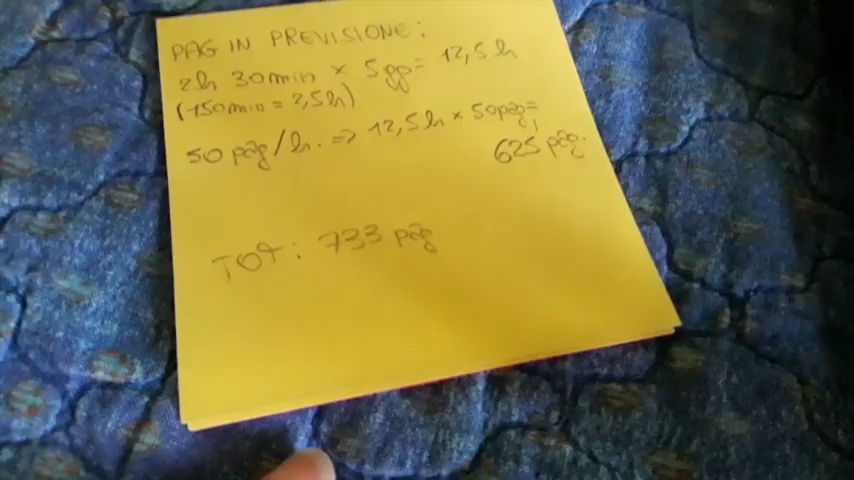 PAG IN PREVISIONE:
2h 30min × 5gg = 12,5h
(150min = 2,5h)
50 pag/h. => 12,5h × 50pag=
625 pag.
TOT: 733 pag